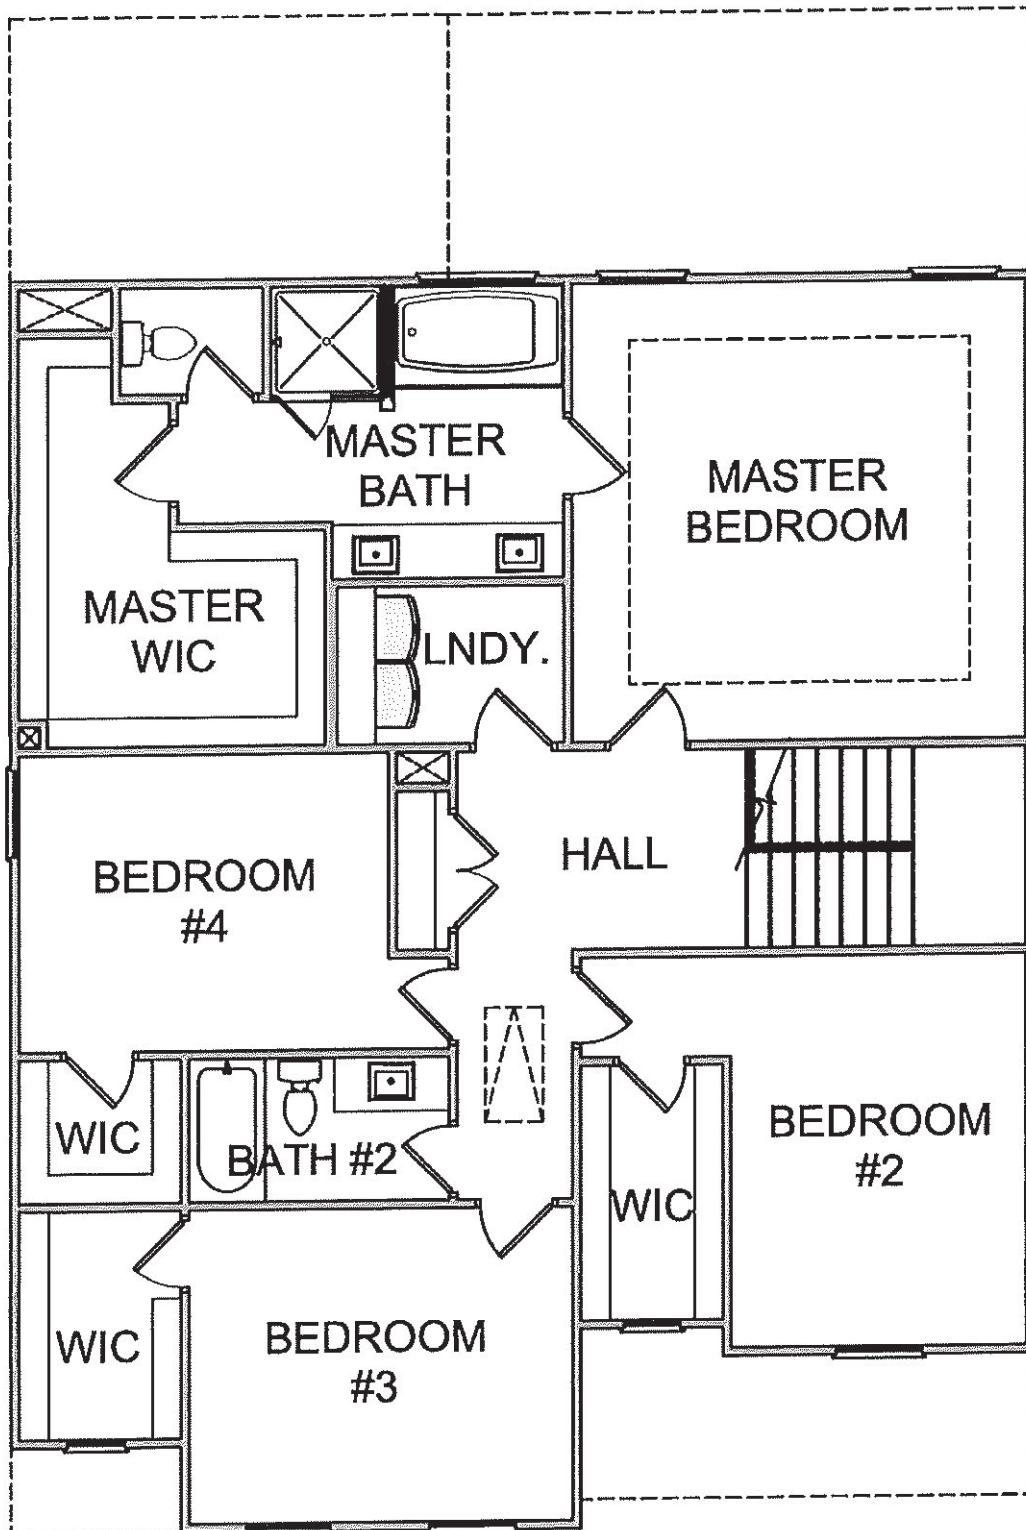 MASTER
BATH
MASTER
BEDROOM
MASTER
WIC
LNDY.
HALL
BEDROOM
#4
WIC
BATH #2
BEDROOM
#2
WIC
WIC
BEDROOM
#3